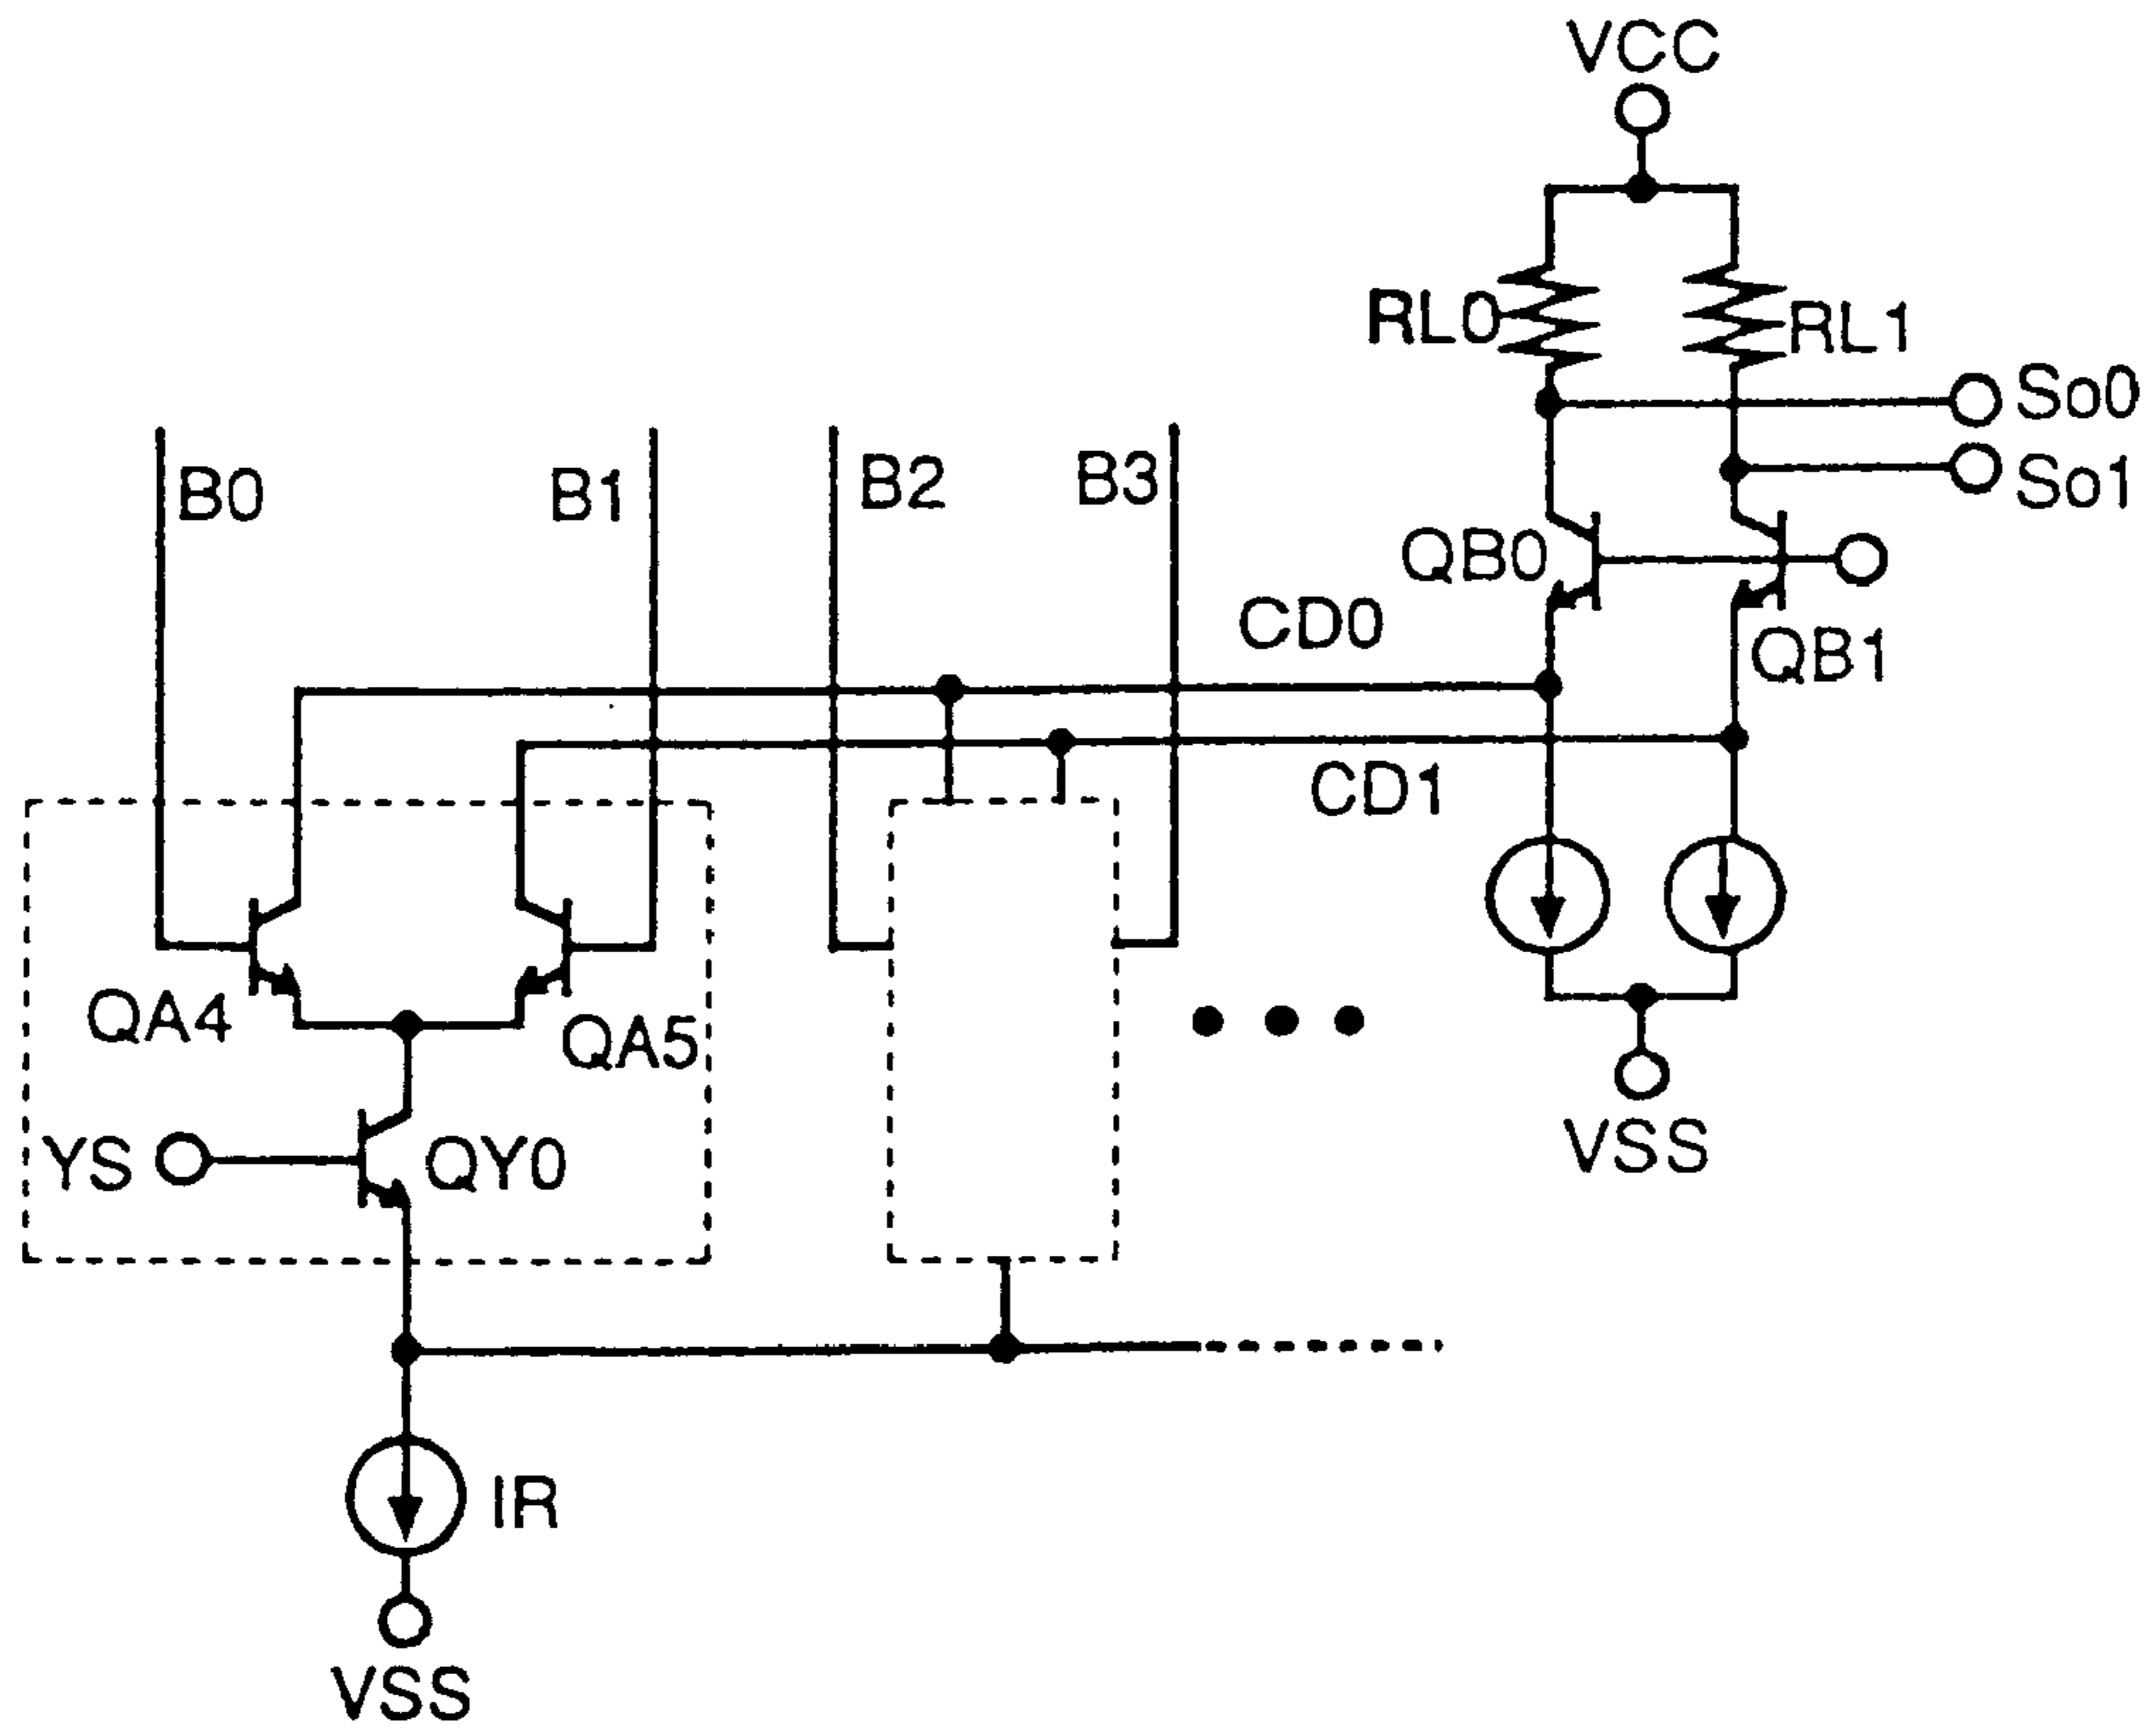 VCC
RL0
RL1
So0
So1
B0
B1
B2
B3
QB0
CD0
QB1
CD1
QA4
QA5
YS
QY0
VSS
IR
VSS